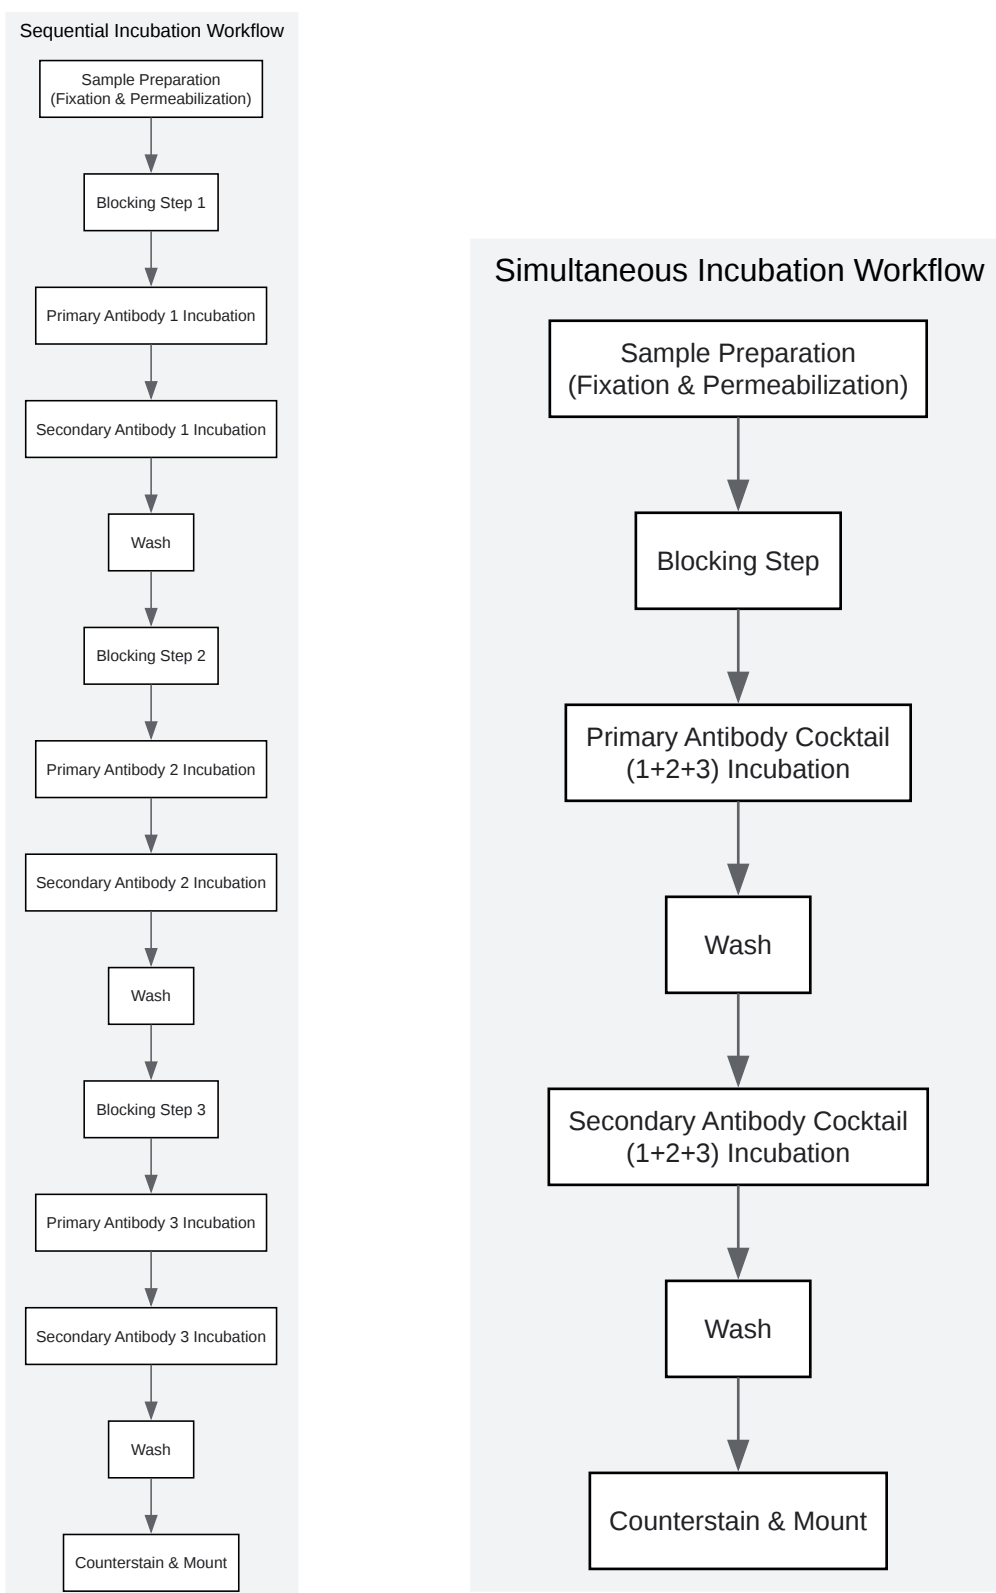 Sequential Incubation Workflow
Sample Preparation
(Fixation & Permeabilization)
Blocking Step 1
Primary Antibody 1 Incubation
Secondary Antibody 1 Incubation
Wash
Blocking Step 2
Primary Antibody 2 Incubation
Secondary Antibody 2 Incubation
Wash
Blocking Step 3
Primary Antibody 3 Incubation
Secondary Antibody 3 Incubation
Wash
Counterstain & Mount
Simultaneous Incubation Workflow
Sample Preparation
(Fixation & Permeabilization)
Blocking Step
Primary Antibody Cocktail
(1+2+3) Incubation
Wash
Secondary Antibody Cocktail
(1+2+3) Incubation
Wash
Counterstain & Mount